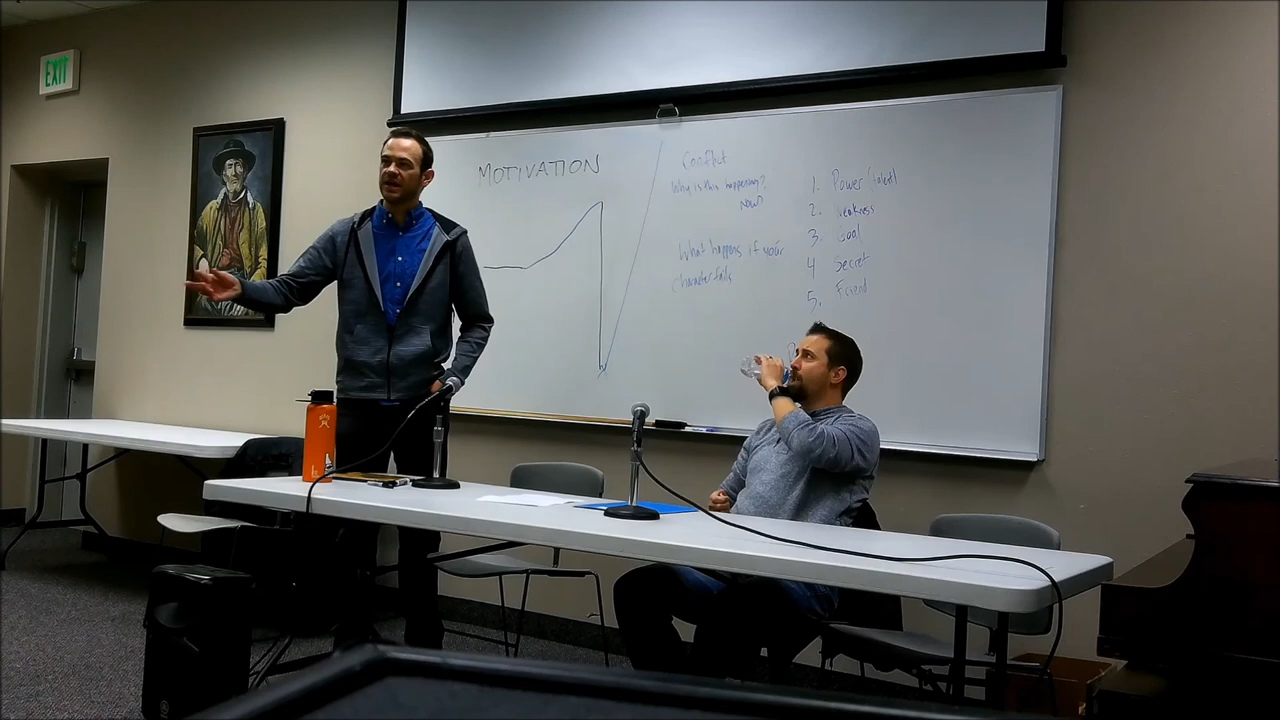 EXIT
MOTIVATION
Conflict
Why is this happening?
now?
What happens if your
character fails
1. Power/talent
2. Weakness
3. Goal
4 Secret
5. Friend